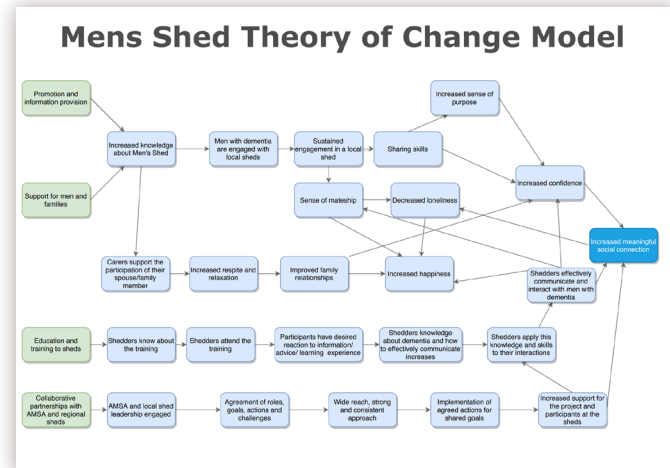 Mens Shed Theory of Change Model
Promotion and
information provision
Increased sense of
purpose
Increased knowledge
about Men's Shed
Men with dementia
are engaged with
local sheds
Sustained
engagement in a local
shed
Sharing skills
Support for men and
families
Sense of mateship
Decreased loneliness
Increased confidence
Increased meaningful
social connection
Carers support the
participation of their
spouse/family
member
Increased respite and
relaxation
Improved family
relationships
Increased happiness
Shedders effectively
communicate and
interact with men with
dementia
Education and
training to sheds
Shedders know about
the training
Shedders attend the
training
Participants have desired
reaction to information/
advice/ learning experience
Shedders knowledge
about dementia and how
to effectively communicate
increases
Shedders apply this
knowledge and skills
to their interactions
Collaborative
partnerships with
AMSA and regional
sheds
AMSA and local shed
leadership engaged
Agreement of roles,
goals, actions and
challenges
Wide reach, strong
and consistent
approach
Implementation of
agreed actions for
shared goals
Increased support for
the project and
participants at the
sheds